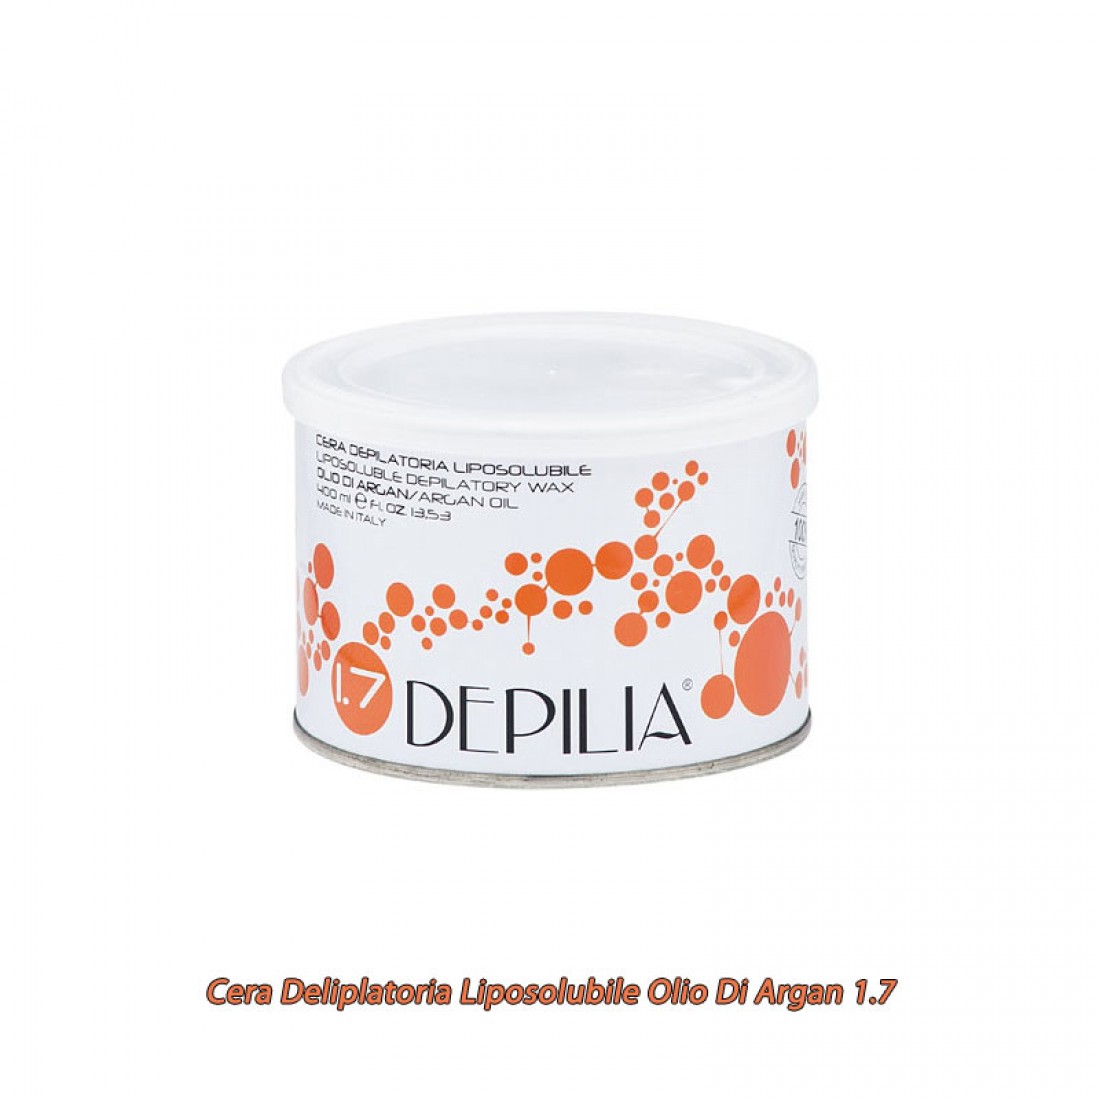 CERA DEPILATORIA LIPOSOLUBILE
LIPOSOLUBLE DEPILATORY WAX
OLIO DI ARGAN/ARGAN OIL
400 ml ℮ fl. OZ. 13,53
MADE IN ITALY
1.7 DEPILIA®
Cera Deliplatoria Liposolubile Olio Di Argan 1.7